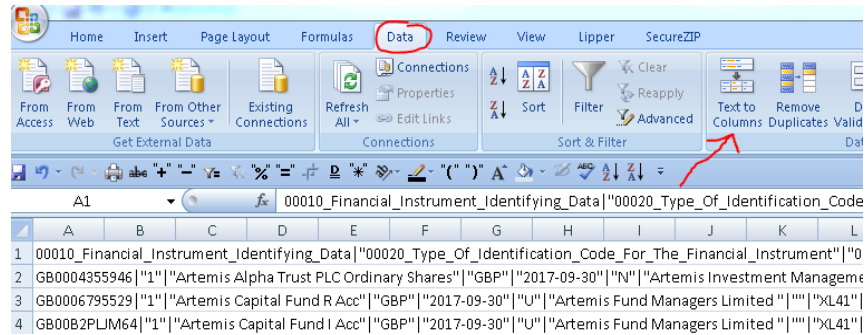 Home Insert Page Layout Formulas Data Review View Lipper SecureZIP
From Access From Web From Text From Other Sources Existing Connections Refresh All Connections Properties Edit Links Sort Filter Clear Reapply Advanced Text to Columns Remove Duplicates
Get External Data Connections Sort & Filter
abc "+" "-" "%" "=" "*" "(" ")" A ABC
A1 fx 00010_Financial_Instrument_Identifying_Data|"00020_Type_Of_Identification_Code
A B C D E F G H I J K L
1 00010_Financial_Instrument_Identifying_Data|"00020_Type_Of_Identification_Code_For_The_Financial_Instrument"|"0
2 GB0004355946|"1"|"Artemis Alpha Trust PLC Ordinary Shares"|"GBP"|"2017-09-30"|"N"|"Artemis Investment Manageme
3 GB0006795529|"1"|"Artemis Capital Fund R Acc"|"GBP"|"2017-09-30"|"U"|"Artemis Fund Managers Limited "|""|"XL41"|
4 GB00B2PLJM64|"1"|"Artemis Capital Fund I Acc"|"GBP"|"2017-09-30"|"U"|"Artemis Fund Managers Limited "|""|"XL41"|